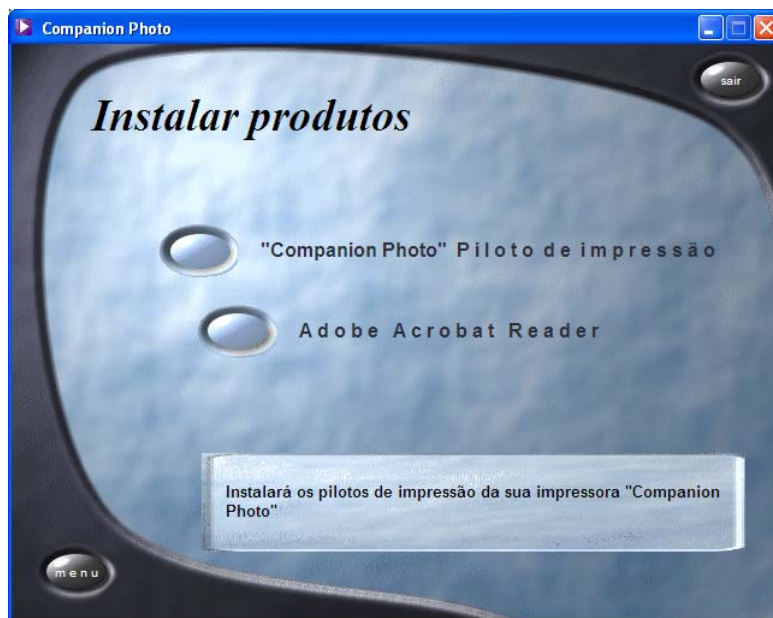 Companion Photo
sair
Instalar produtos
"Companion Photo" Piloto de impressão
Adobe Acrobat Reader
Instalará os pilotos de impressão da sua impressora "Companion
Photo"
menu